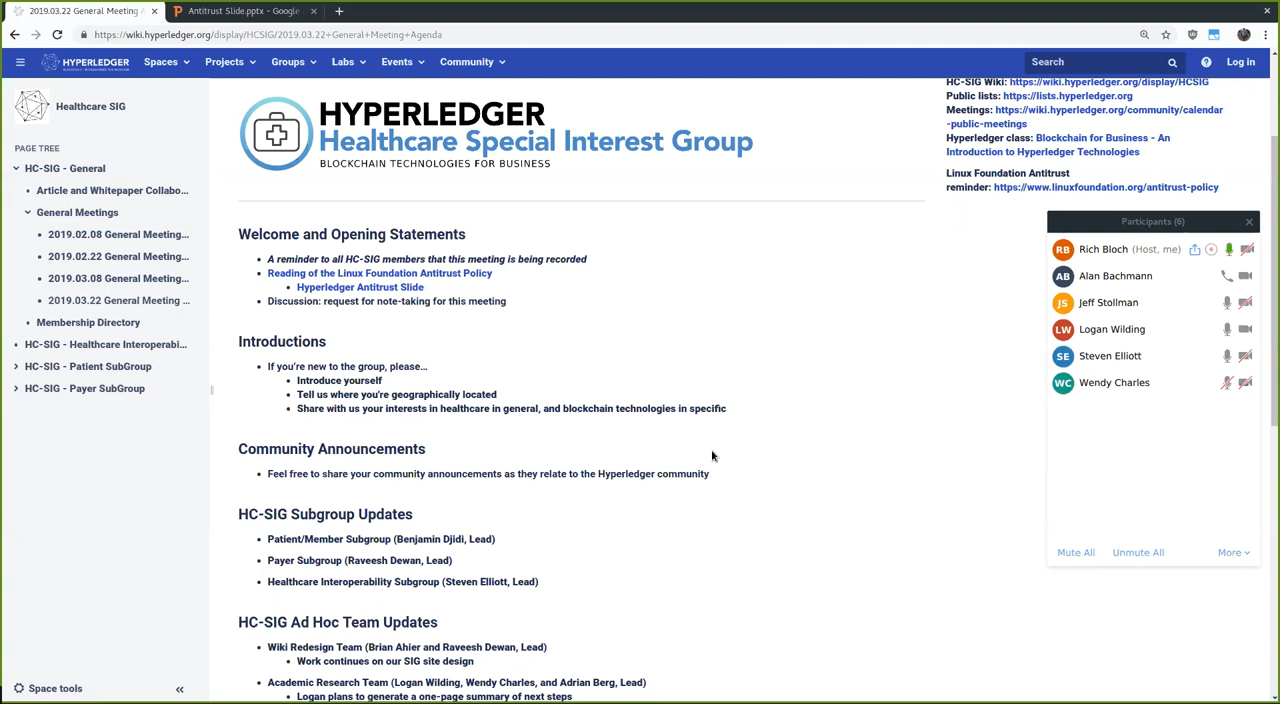 2019.03.22 General Meeting A
Antitrust Slide.pptx - Google
https://wiki.hyperledger.org/display/HCSIG/2019.03.22+General+Meeting+Agenda
HYPERLEDGER
Spaces
Projects
Groups
Labs
Events
Community
Search
Log in
Healthcare SIG
PAGE TREE
HC-SIG - General
Article and Whitepaper Collabo...
General Meetings
2019.02.08 General Meeting...
2019.02.22 General Meeting...
2019.03.08 General Meeting...
2019.03.22 General Meeting ...
Membership Directory
HC-SIG - Healthcare Interoperabi...
HC-SIG - Patient SubGroup
HC-SIG - Payer SubGroup
Space tools
HYPERLEDGER
Healthcare Special Interest Group
BLOCKCHAIN TECHNOLOGIES FOR BUSINESS
Welcome and Opening Statements
A reminder to all HC-SIG members that this meeting is being recorded
Reading of the Linux Foundation Antitrust Policy
Hyperledger Antitrust Slide
Discussion: request for note-taking for this meeting
Introductions
If you're new to the group, please...
Introduce yourself
Tell us where you're geographically located
Share with us your interests in healthcare in general, and blockchain technologies in specific
Community Announcements
Feel free to share your community announcements as they relate to the Hyperledger community
HC-SIG Subgroup Updates
Patient/Member Subgroup (Benjamin Djidi, Lead)
Payer Subgroup (Raveesh Dewan, Lead)
Healthcare Interoperability Subgroup (Steven Elliott, Lead)
HC-SIG Ad Hoc Team Updates
Wiki Redesign Team (Brian Ahier and Raveesh Dewan, Lead)
Work continues on our SIG site design
Academic Research Team (Logan Wilding, Wendy Charles, and Adrian Berg, Lead)
Logan plans to generate a one-page summary of next steps
HC-SIG Wiki: https://wiki.hyperledger.org/display/HCSIG
Public lists: https://lists.hyperledger.org
Meetings: https://wiki.hyperledger.org/community/calendar
-public-meetings
Hyperledger class: Blockchain for Business - An
Introduction to Hyperledger Technologies
Linux Foundation Antitrust
reminder: https://www.linuxfoundation.org/antitrust-policy
Participants (6)
RB Rich Bloch (Host, me)
AB Alan Bachmann
JS Jeff Stollman
LW Logan Wilding
SE Steven Elliott
WC Wendy Charles
Mute All
Unmute All
More